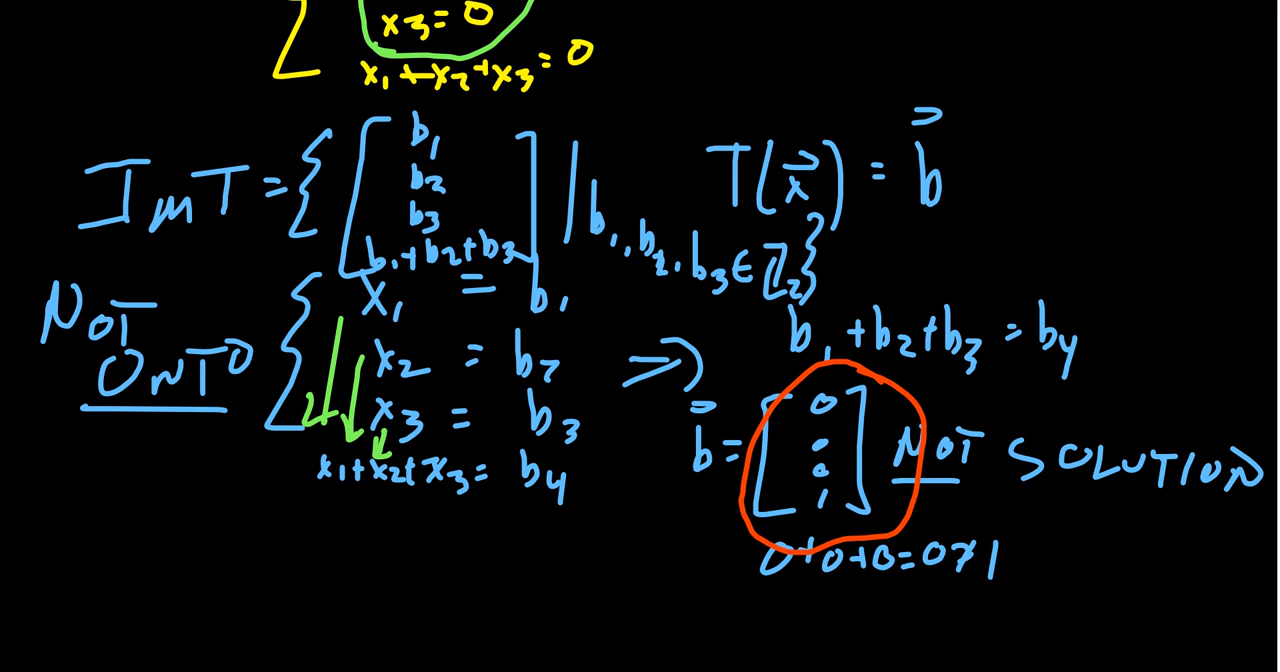 x3 = 0
x1 + x2 + x3 = 0
ImT = { [ b1 b2 b3 b1+b2+b3 ] | b1, b2, b3 ∈ ℤ2 }
T(x⃗) = b⃗
NOT ONTO
{ x1 = b1
x2 = b2
x3 = b3
x1+x2+x3 = b4
⇒ b1 + b2 + b3 = b4
b⃗ = [ 0 0 0 1 ] NOT SOLUTION
0+0+0=0≠1